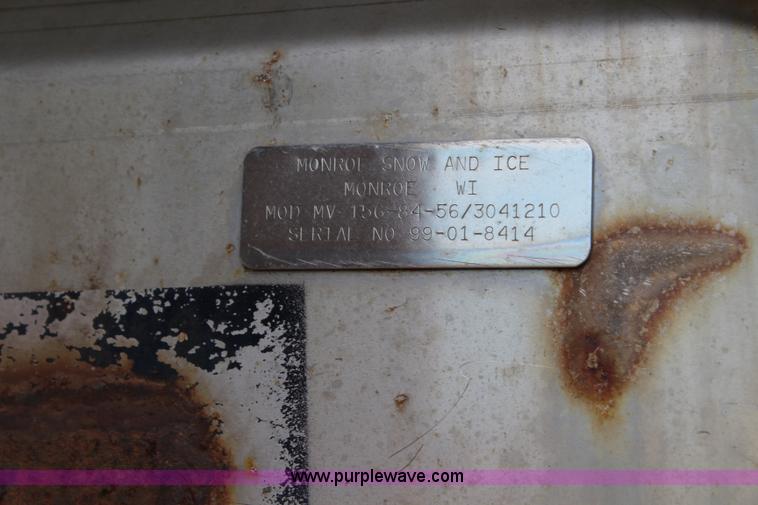 MONROE SNOW AND ICE
MONROE WI
MOD MV-156-84-56/3041210
SERIAL NO 99-01-8414
www.purplewave.com